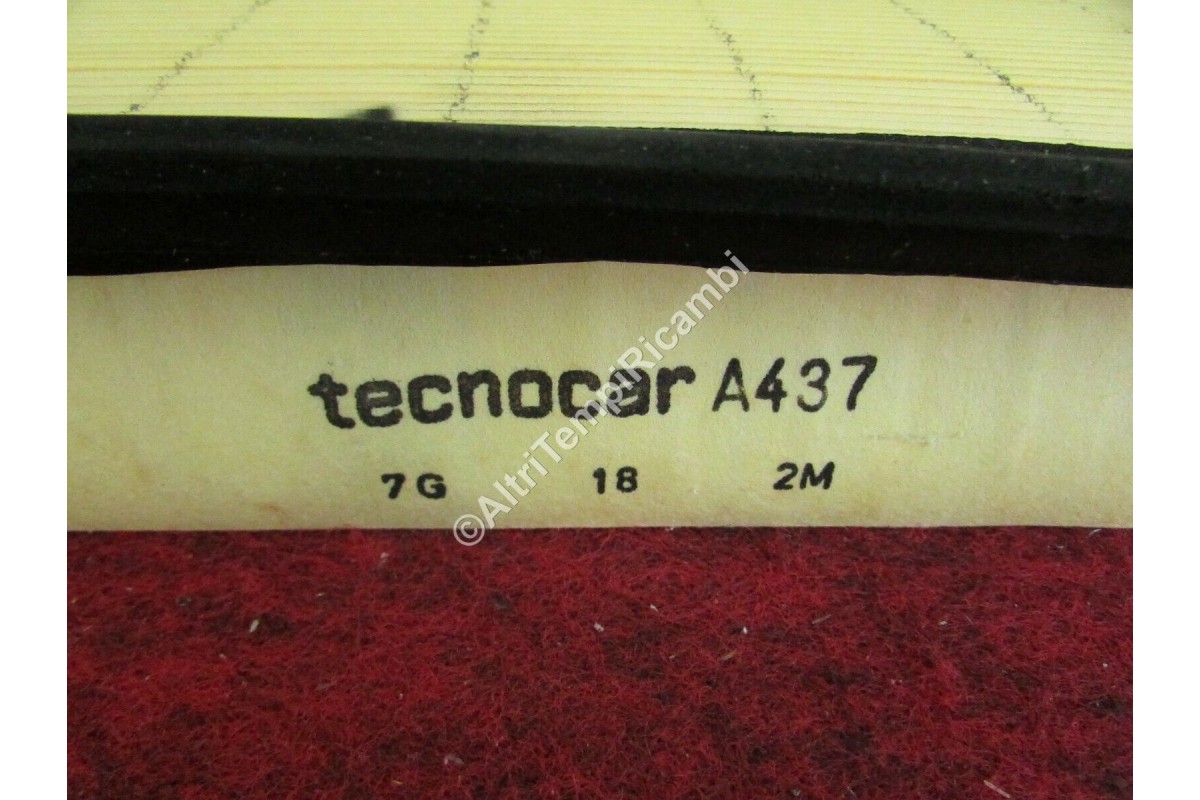 tecnocar A437
7G 18 2M
©AltriTempiRicambi